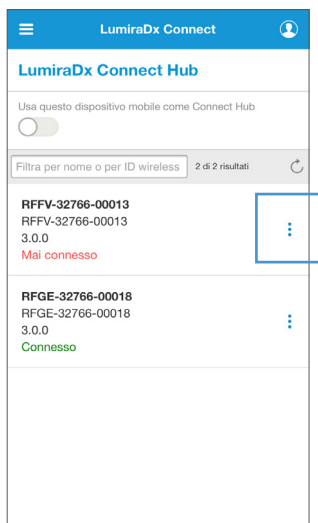 LumiraDx Connect
LumiraDx Connect Hub
Usa questo dispositivo mobile come Connect Hub
Filtra per nome o per ID wireless 2 di 2 risultati
RFFV-32766-00013
RFFV-32766-00013
3.0.0
Mai connesso
RFGE-32766-00018
RFGE-32766-00018
3.0.0
Connesso